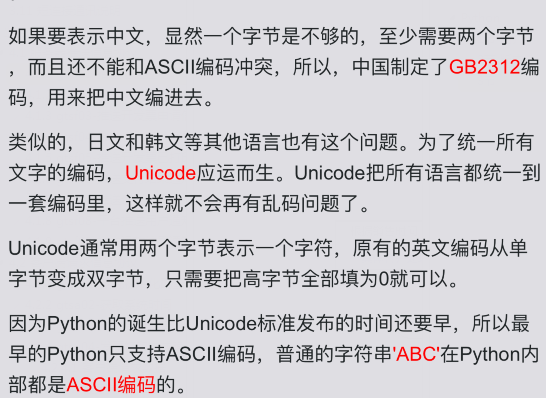 如果要表示中文，显然一个字节是不够的，至少需要两个字节
，而且还不能和ASCII编码冲突，所以，中国制定了GB2312编
码，用来把中文编进去。
类似的，日文和韩文等其他语言也有这个问题。为了统一所有
文字的编码，Unicode应运而生。Unicode把所有语言都统一到
一套编码里，这样就不会再有乱码问题了。
Unicode通常用两个字节表示一个字符，原有的英文编码从单
字节变成双字节，只需要把高字节全部填为0就可以。
因为Python的诞生比Unicode标准发布的时间还要早，所以最
早的Python只支持ASCII编码，普通的字符串'ABC'在Python内
部都是ASCII编码的。